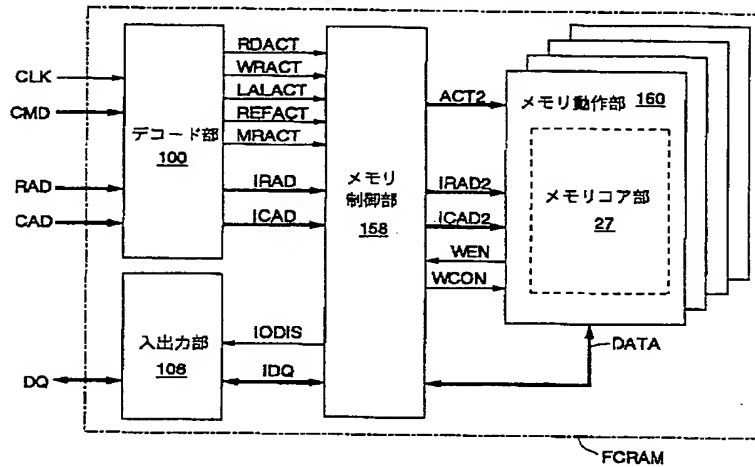 CLK
CMD
RAD
CAD
DQ
デコード部
100
入出力部
108
RDACT
WRACT
LALACT
REFACT
MRACT
IRAD
ICAD
IODIS
IDQ
メモリ
制御部
158
ACT2
IRAD2
ICAD2
WEN
WCON
メモリ動作部 160
メモリコア部
27
DATA
FCRAM